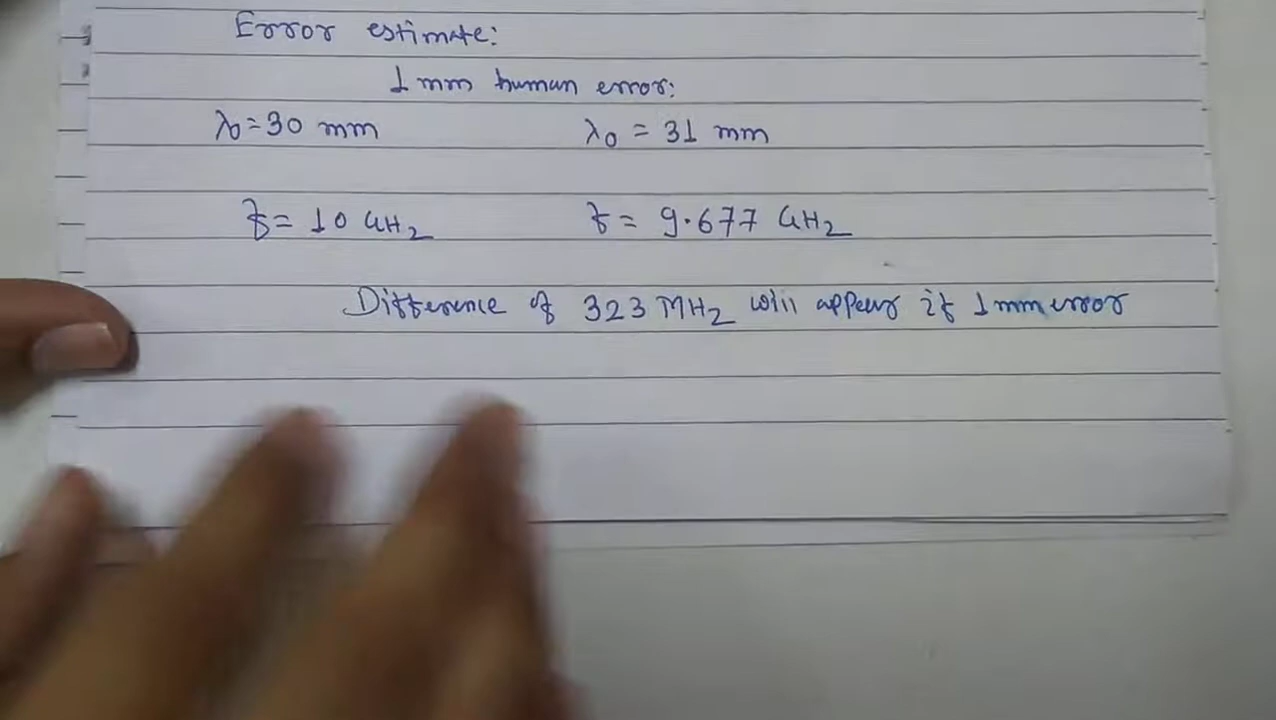 Error estimate:
1 mm human error:
λ0 = 30 mm λ0 = 31 mm
f = 10 GHz f = 9.677 GHz
Difference of 323 MHz will appear if 1 mm error